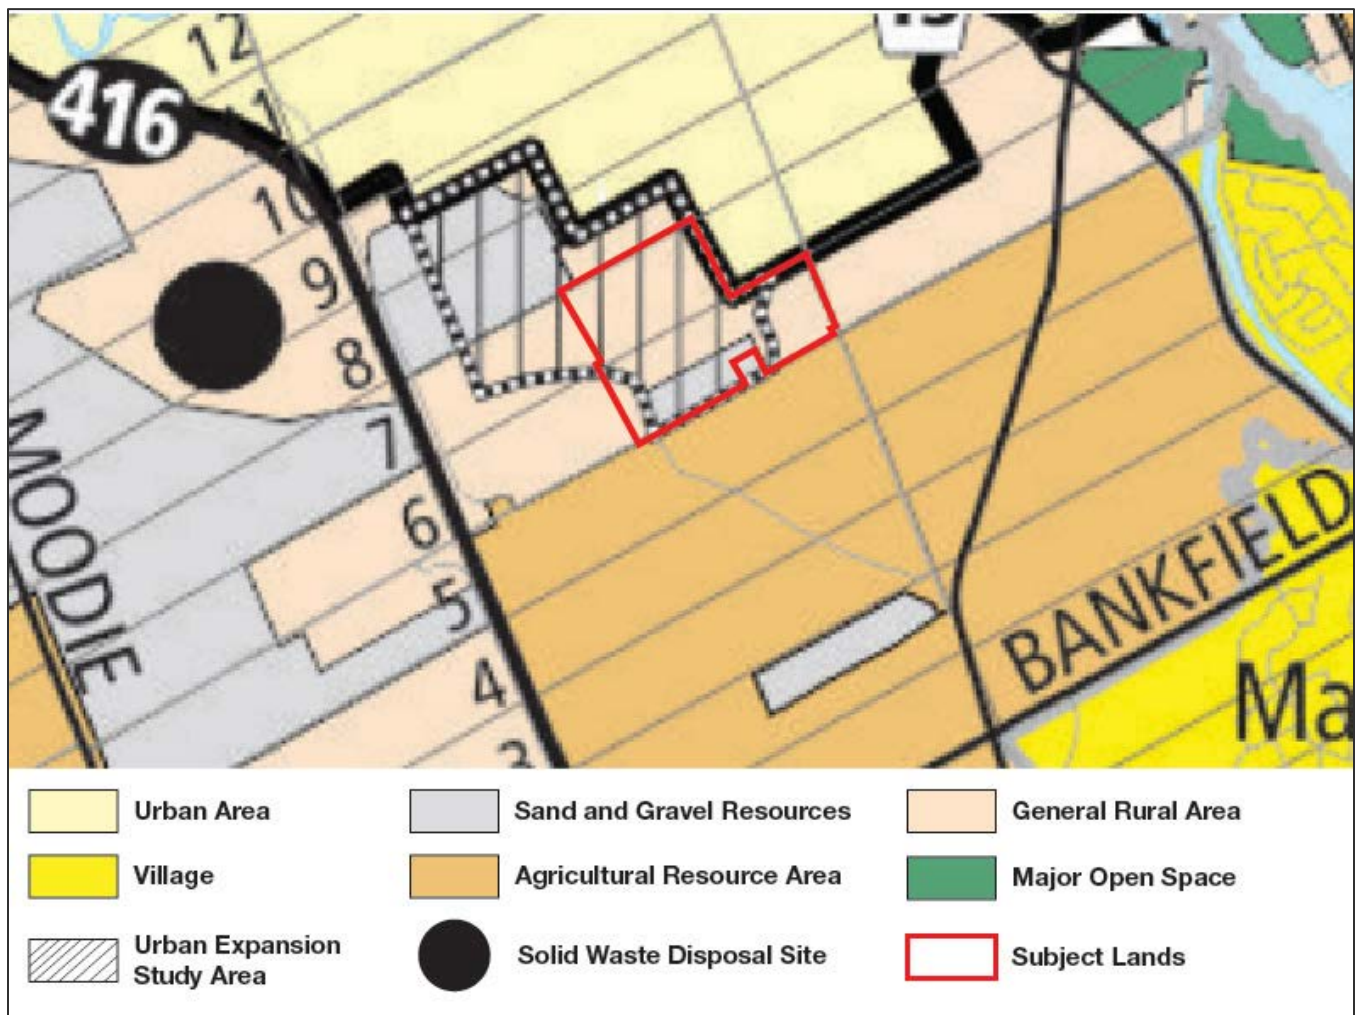 12
416
11
10
9
8
7
MOODIE
6
5
BANKFIELD
4
Ma
3
Urban Area
Sand and Gravel Resources
General Rural Area
Village
Agricultural Resource Area
Major Open Space
Urban Expansion
Study Area
Solid Waste Disposal Site
Subject Lands